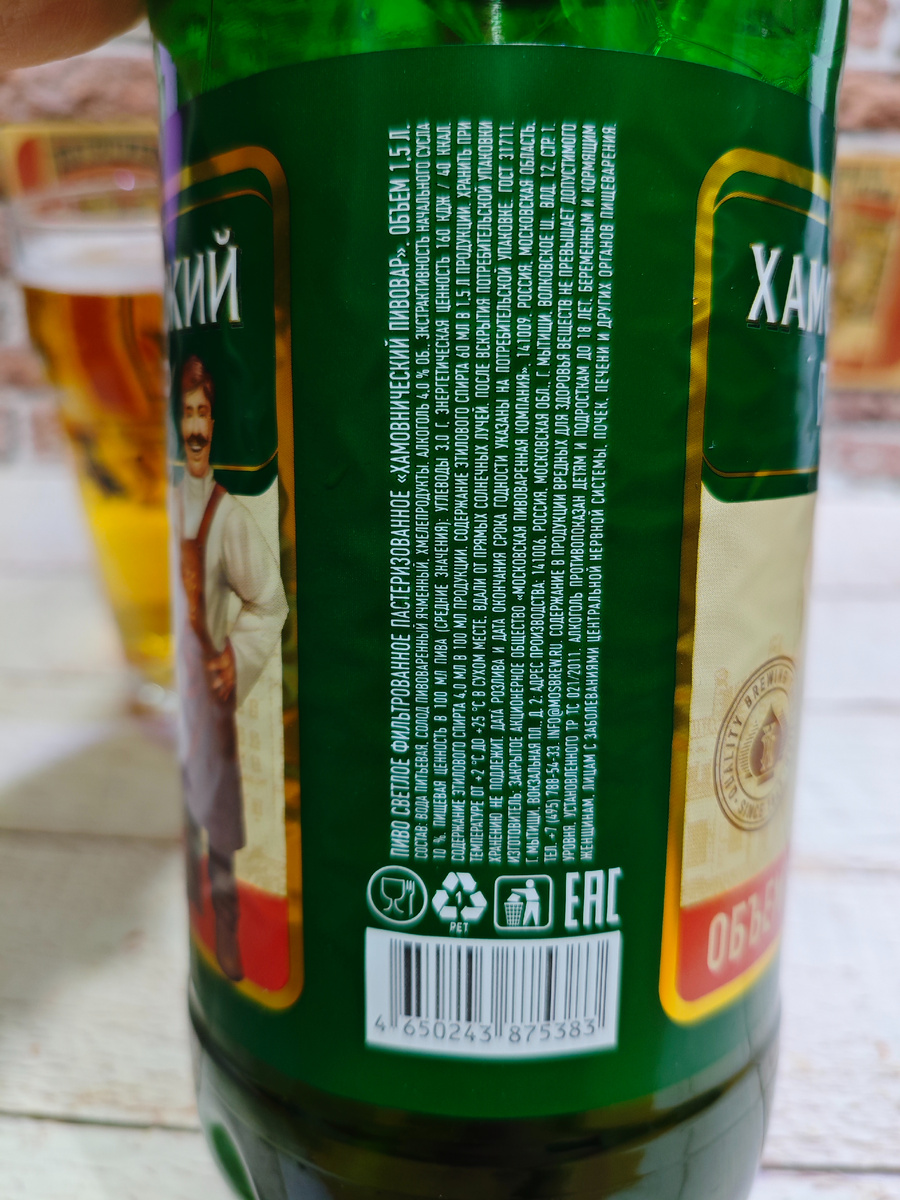 КИЙ
ПИВО СВЕТЛОЕ ФИЛЬТРОВАННОЕ ПАСТЕРИЗОВАННОЕ «ХАМОВНИЧЕСКИЙ ПИВОВАР». ОБЪЕМ 1,5 Л.
СОСТАВ: ВОДА ПИТЬЕВАЯ, СОЛОД ПИВОВАРЕННЫЙ ЯЧМЕННЫЙ, ХМЕЛЕПРОДУКТЫ. АЛКОГОЛЬ 4,0 % ОБ. ЭКСТРАКТИВНОСТЬ НАЧАЛЬНОГО СУСЛА
10 %. ПИЩЕВАЯ ЦЕННОСТЬ В 100 МЛ ПИВА (СРЕДНИЕ ЗНАЧЕНИЯ): УГЛЕВОДЫ 3,0 Г, ЭНЕРГЕТИЧЕСКАЯ ЦЕННОСТЬ 160 КДЖ / 40 ККАЛ.
СОДЕРЖАНИЕ ЭТИЛОВОГО СПИРТА 4,0 МЛ В 100 МЛ ПРОДУКЦИИ. СОДЕРЖАНИЕ ЭТИЛОВОГО СПИРТА 60 МЛ В 1,5 Л ПРОДУКЦИИ. ХРАНИТЬ ПРИ
ТЕМПЕРАТУРЕ ОТ +2 °С ДО +25 °С В СУХОМ МЕСТЕ, ВДАЛИ ОТ ПРЯМЫХ СОЛНЕЧНЫХ ЛУЧЕЙ. ПОСЛЕ ВСКРЫТИЯ ПОТРЕБИТЕЛЬСКОЙ УПАКОВКИ
ХРАНЕНИЮ НЕ ПОДЛЕЖИТ. ДАТА РОЗЛИВА И ДАТА ОКОНЧАНИЯ СРОКА ГОДНОСТИ УКАЗАНЫ НА ПОТРЕБИТЕЛЬСКОЙ УПАКОВКЕ. ГОСТ 31711.
ИЗГОТОВИТЕЛЬ: ЗАКРЫТОЕ АКЦИОНЕРНОЕ ОБЩЕСТВО «МОСКОВСКАЯ ПИВОВАРЕННАЯ КОМПАНИЯ», 141009, РОССИЯ, МОСКОВСКАЯ ОБЛАСТЬ,
Г. МЫТИЩИ, ВОКЗАЛЬНАЯ ПЛ., Д. 2. АДРЕС ПРОИЗВОДСТВА: 141006, РОССИЯ, МОСКОВСКАЯ ОБЛ., Г. МЫТИЩИ, ВОЛКОВСКОЕ Ш., ВЛД. 12, СТР. 1.
ТЕЛ. +7 (495) 788-54-33. INFO@MOSBREW.RU. СОДЕРЖАНИЕ В ПРОДУКЦИИ ВРЕДНЫХ ДЛЯ ЗДОРОВЬЯ ВЕЩЕСТВ НЕ ПРЕВЫШАЕТ ДОПУСТИМОГО
УРОВНЯ, УСТАНОВЛЕННОГО ТР ТС 021/2011. АЛКОГОЛЬ ПРОТИВОПОКАЗАН ДЕТЯМ И ПОДРОСТКАМ ДО 18 ЛЕТ, БЕРЕМЕННЫМ И КОРМЯЩИМ
ЖЕНЩИНАМ, ЛИЦАМ С ЗАБОЛЕВАНИЯМИ ЦЕНТРАЛЬНОЙ НЕРВНОЙ СИСТЕМЫ, ПОЧЕК, ПЕЧЕНИ И ДРУГИХ ОРГАНОВ ПИЩЕВАРЕНИЯ.
1
PET
EAC
4 650243 875383
ХАМ
QUALITY BREWING
SINCE
ОБЪЕ